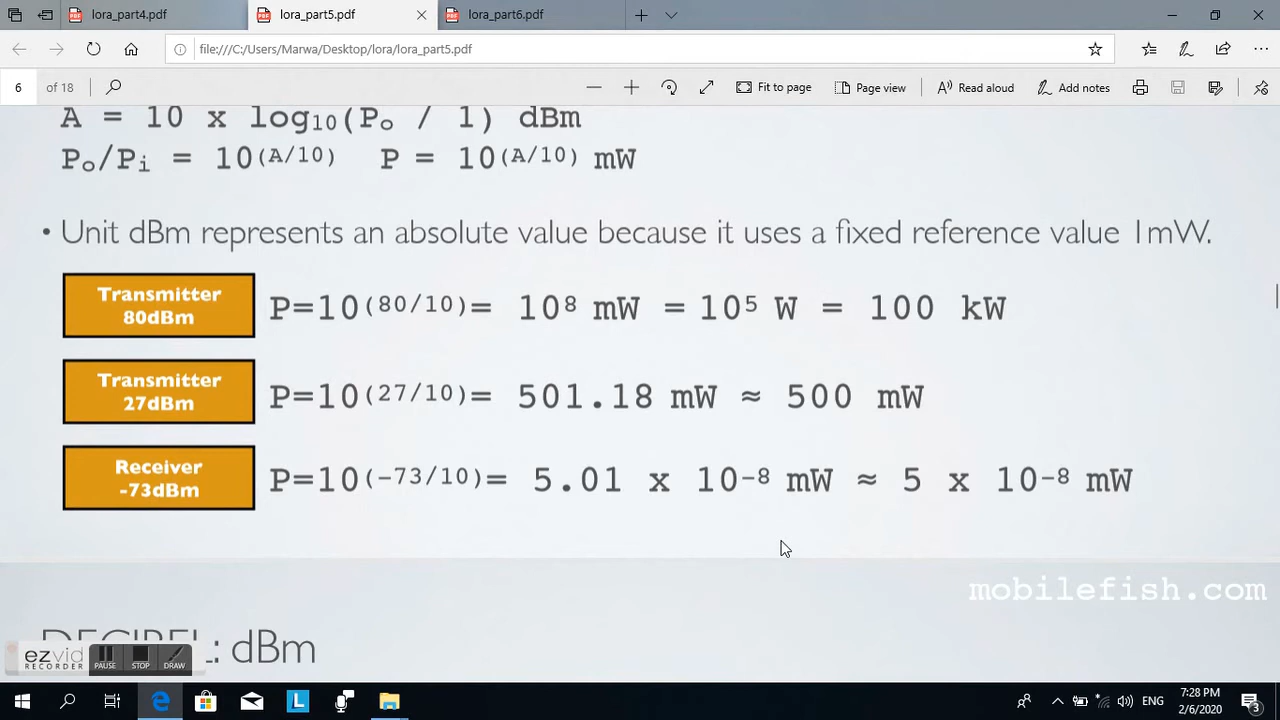 lora_part4.pdf
lora_part5.pdf
lora_part6.pdf
file:///C:/Users/Marwa/Desktop/lora/lora_part5.pdf
6 of 18
Fit to page
Page view
Read aloud
Add notes
A = 10 x log₁₀(Pₒ / 1) dBm
Pₒ/Pᵢ = 10(A/10) P = 10(A/10) mW
• Unit dBm represents an absolute value because it uses a fixed reference value 1mW.
Transmitter
80dBm
P=10(80/10)= 10⁸ mW = 10⁵ W = 100 kW
Transmitter
27dBm
P=10(27/10)= 501.18 mW ≈ 500 mW
Receiver
-73dBm
P=10(-73/10)= 5.01 x 10⁻⁸ mW ≈ 5 x 10⁻⁸ mW
mobilefish.com
DECIBEL: dBm
ezvid
RECORDER
PAUSE
STOP
DRAW
ENG
7:28 PM
2/6/2020
3